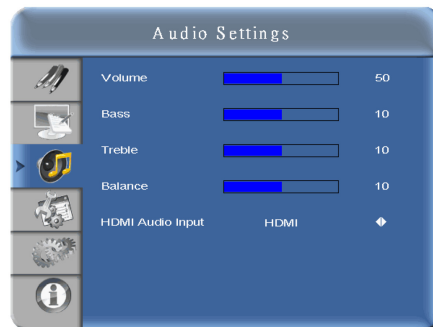 Audio Settings
Volume 50
Bass 10
Treble 10
Balance 10
HDMI Audio Input HDMI